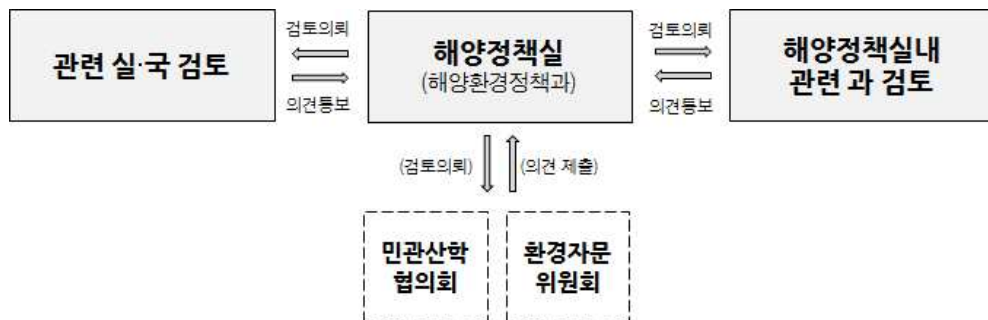 관련 실·국 검토
검토의뢰
의견통보
해양정책실
(해양환경정책과)
검토의뢰
의견통보
해양정책실내
관련 과 검토
(검토의뢰)
(의견 제출)
민관산학
협의회
환경자문
위원회